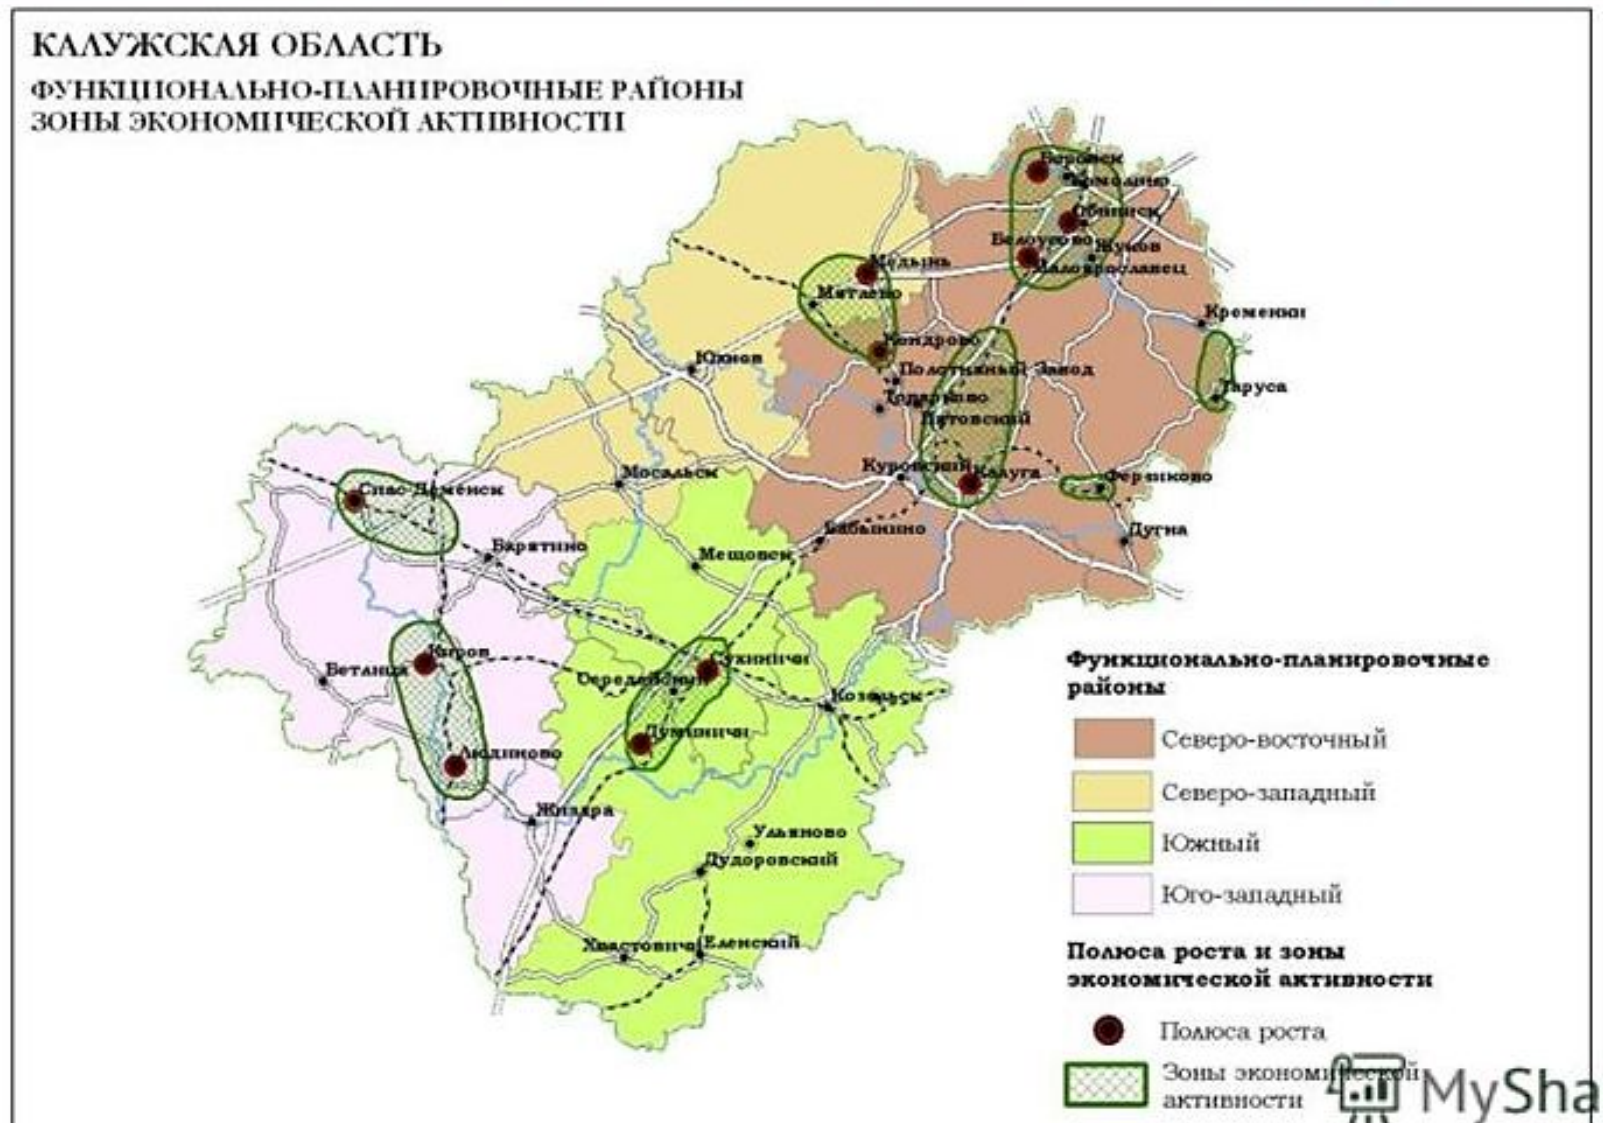 КАЛУЖСКАЯ ОБЛАСТЬ
ФУНКЦИОНАЛЬНО-ПЛАНИРОВОЧНЫЕ РАЙОНЫ
ЗОНЫ ЭКОНОМИЧЕСКОЙ АКТИВНОСТИ
Боровск
Ермолино
Обнинск
Белоусово
Жуков
Малоярославец
Медынь
Мятлево
Кременки
Кондрово
Юхнов
Полотняный Завод
Таруса
Товарково
Пятовский
Куровский
Калуга
Мосальск
Ферзиково
Спас-Деменск
Дугна
Бабынино
Барятино
Мещовск
Киров
Сухиничи
Бетлица
Середейский
Козельск
Думиничи
Людиново
Жиздра
Ульяново
Дудоровский
Хвастовичи
Еленский
Функционально-планировочные
районы
Северо-восточный
Северо-западный
Южный
Юго-западный
Полюса роста и зоны
экономической активности
Полюса роста
Зоны экономической
активности
MySha